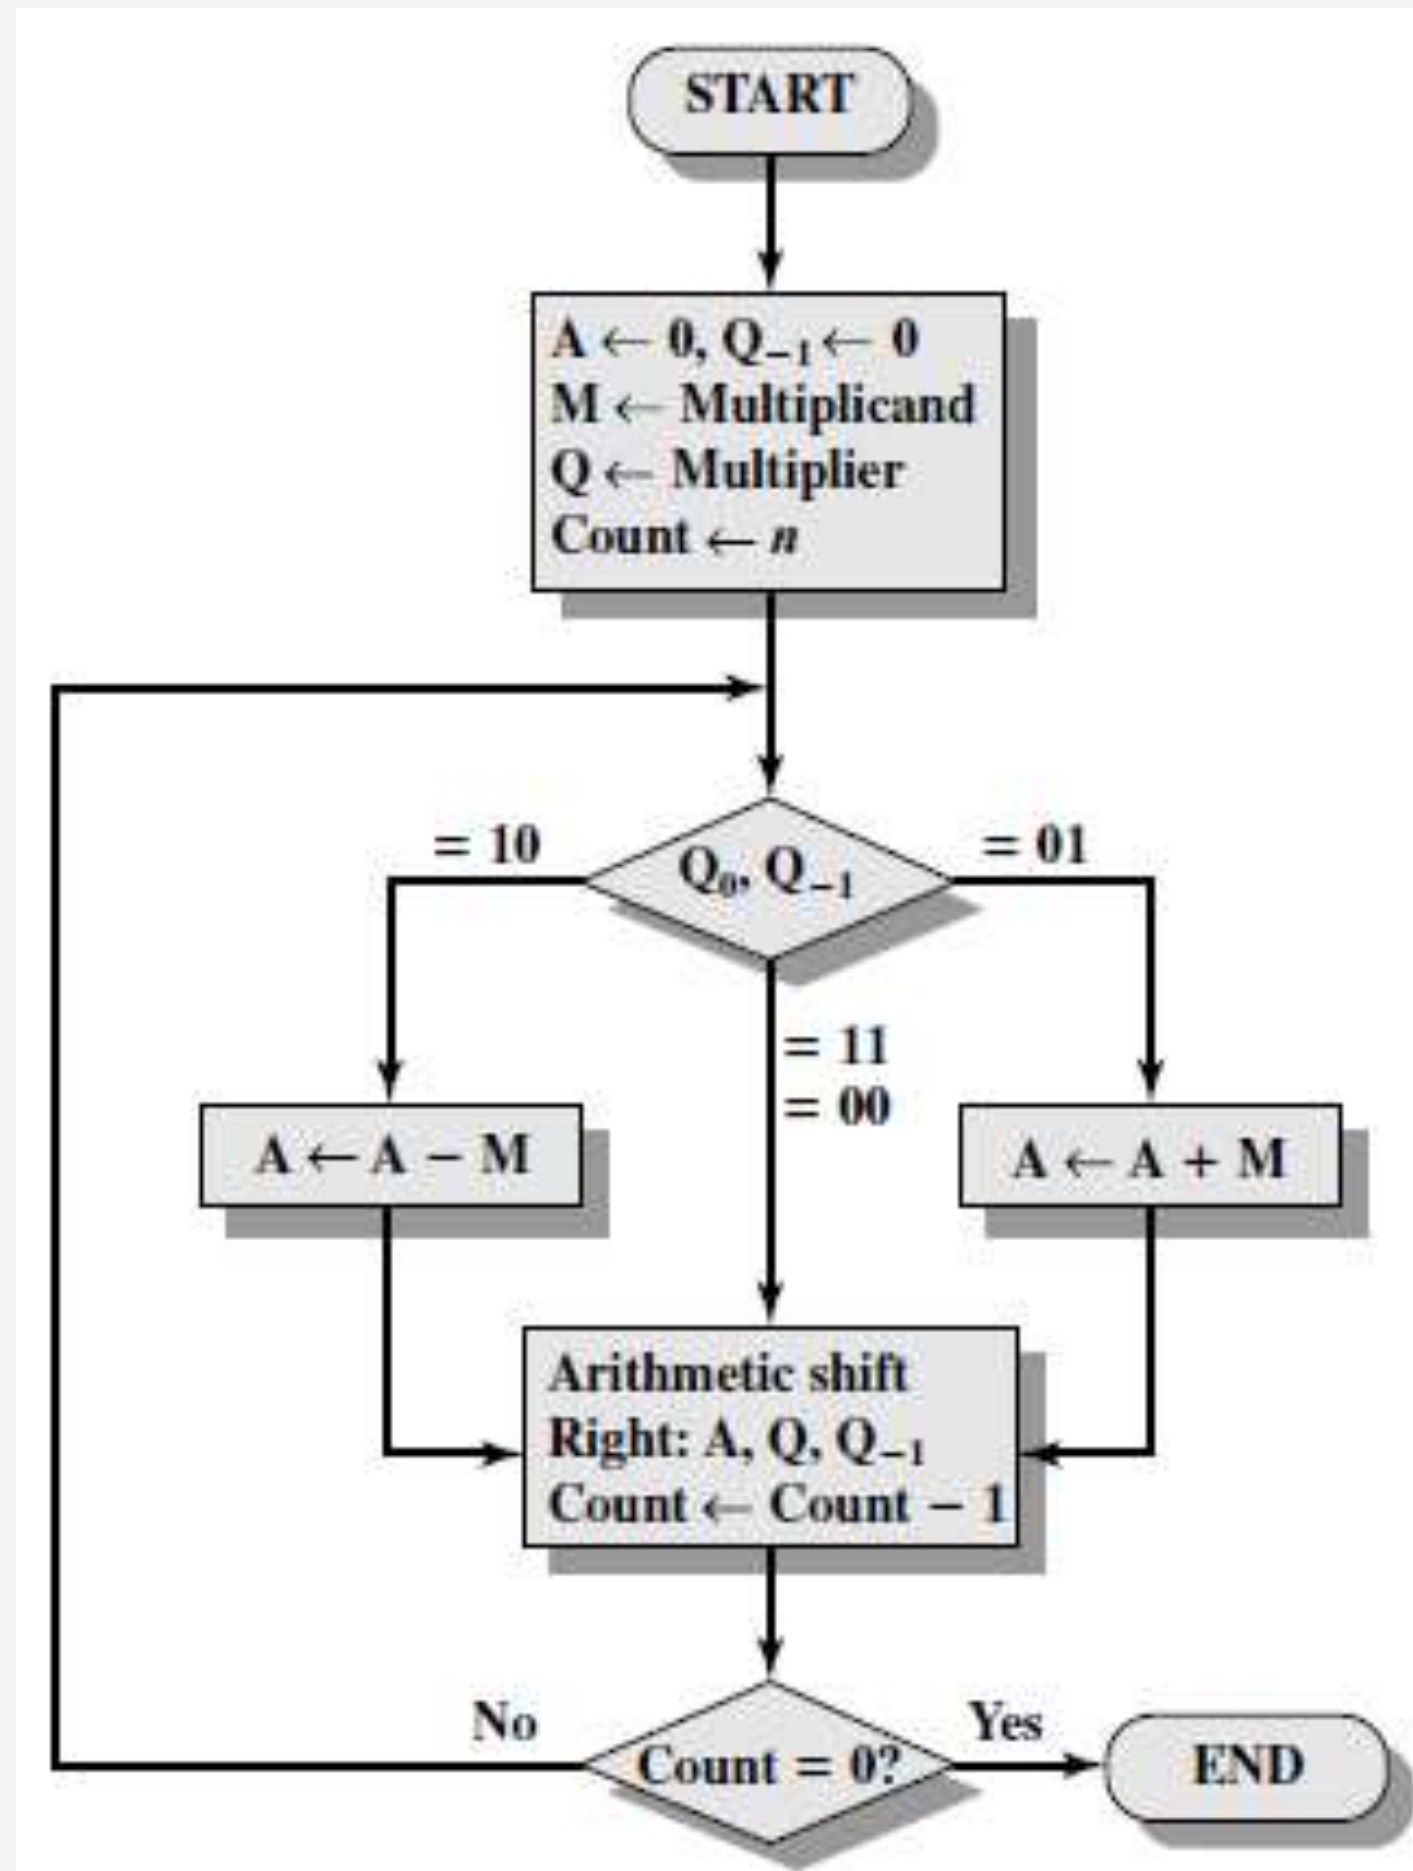 START
A ← 0, Q₋₁ ← 0
M ← Multiplicand
Q ← Multiplier
Count ← n
= 10
Q₀, Q₋₁
= 01
= 11
= 00
A ← A − M
A ← A + M
Arithmetic shift
Right: A, Q, Q₋₁
Count ← Count − 1
No
Count = 0?
Yes
END